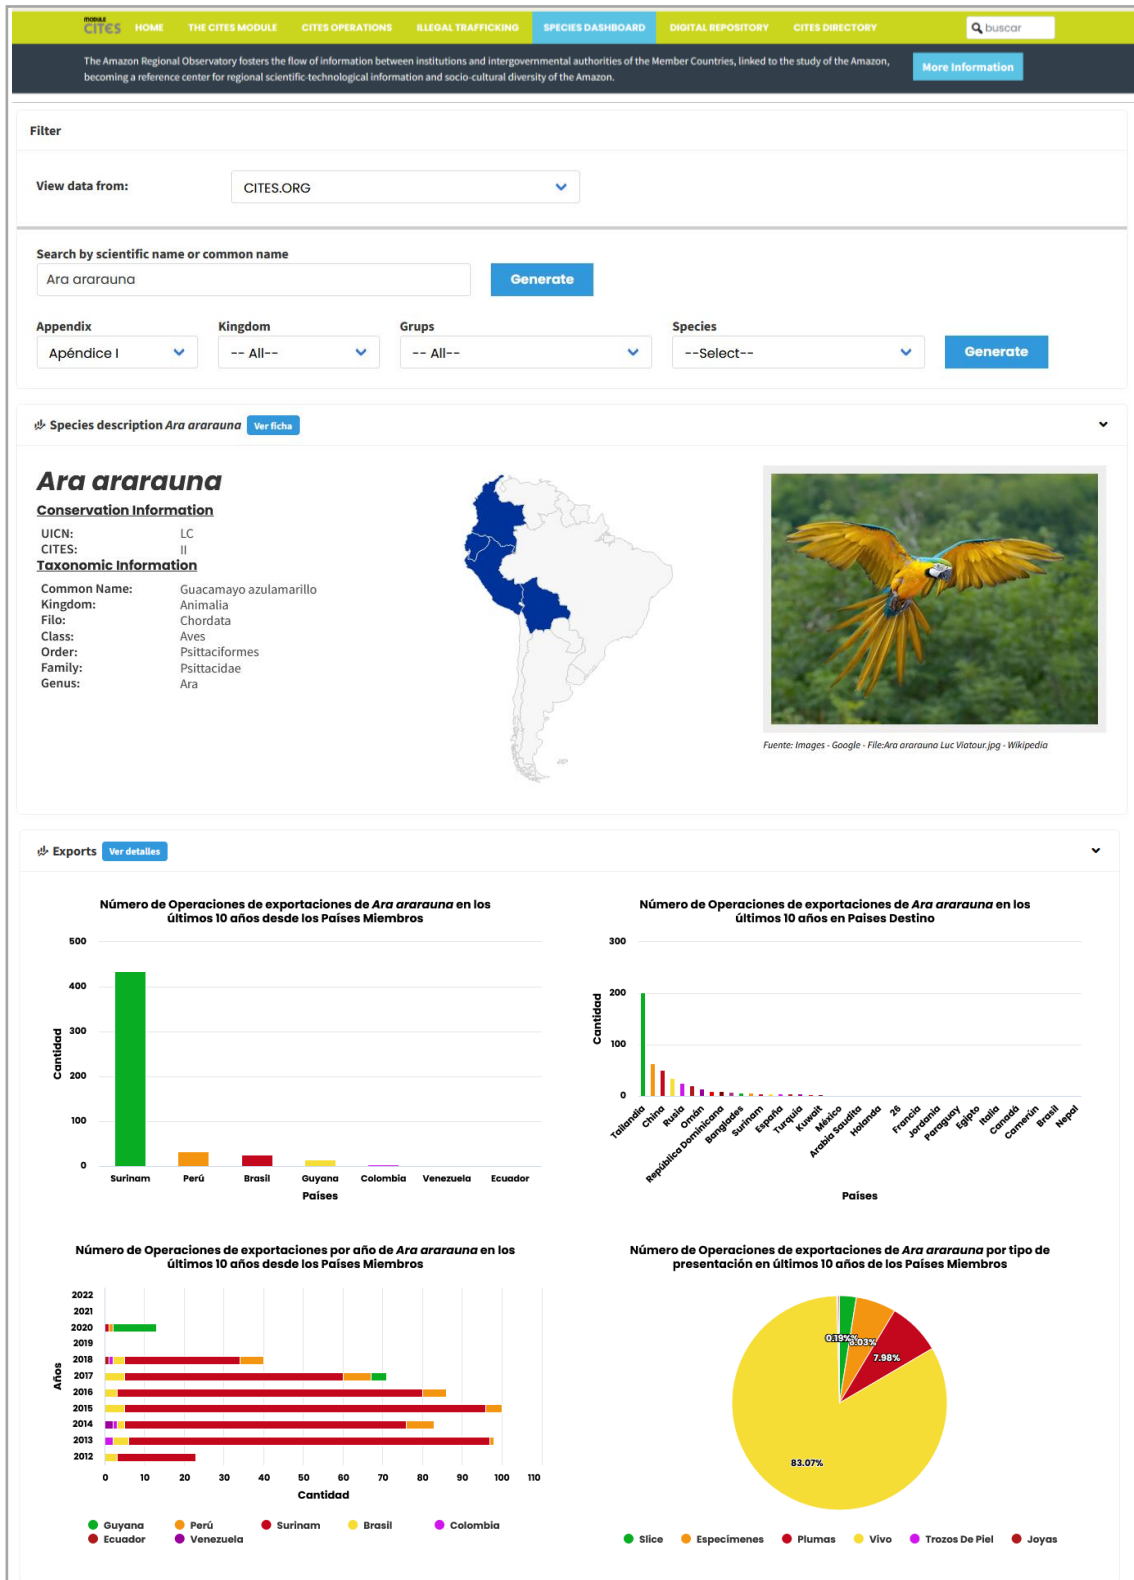 MODULE
CITES HOME THE CITES MODULE CITES OPERATIONS ILLEGAL TRAFFICKING SPECIES DASHBOARD DIGITAL REPOSITORY CITES DIRECTORY buscar
The Amazon Regional Observatory fosters the flow of information between institutions and intergovernmental authorities of the Member Countries, linked to the study of the Amazon,
becoming a reference center for regional scientific-technological information and socio-cultural diversity of the Amazon.
More Information
Filter
View data from: CITES.ORG
Search by scientific name or common name
Ara ararauna Generate
Appendix Kingdom Grups Species
Apéndice I -- All-- -- All-- --Select-- Generate
Species description Ara ararauna Ver ficha
Ara ararauna
Conservation Information
UICN: LC
CITES: II
Taxonomic Information
Common Name: Guacamayo azulamarillo
Kingdom: Animalia
Filo: Chordata
Class: Aves
Order: Psittaciformes
Family: Psittacidae
Genus: Ara
Fuente: Images - Google - File:Ara ararauna Luc Viatour.jpg - Wikipedia
Exports Ver detalles
Número de Operaciones de exportaciones de Ara ararauna en los
últimos 10 años desde los Países Miembros
500
400
300
200
100
0
Cantidad
Surinam Perú Brasil Guyana Colombia Venezuela Ecuador
Países
Número de Operaciones de exportaciones de Ara ararauna en los
últimos 10 años en Paises Destino
300
200
100
0
Cantidad
Tailandia China Rusia Omán República Dominicana Banglades Surinam España Turquía Kuwait México Arabia Saudita Holanda 26 Francia Jordania Paraguay Egipto Italia Canadá Camerún Brasil Nepal
Países
Número de Operaciones de exportaciones por año de Ara ararauna en los
últimos 10 años desde los Países Miembros
2022
2021
2020
2019
2018
2017
2016
2015
2014
2013
2012
Años
0 10 20 30 40 50 60 70 80 90 100 110
Cantidad
Guyana Perú Surinam Brasil Colombia
Ecuador Venezuela
Número de Operaciones de exportaciones de Ara ararauna por tipo de
presentación en últimos 10 años de los Países Miembros
0.19%
7.98%
83.07%
Slice Especímenes Plumas Vivo Trozos De Piel Joyas